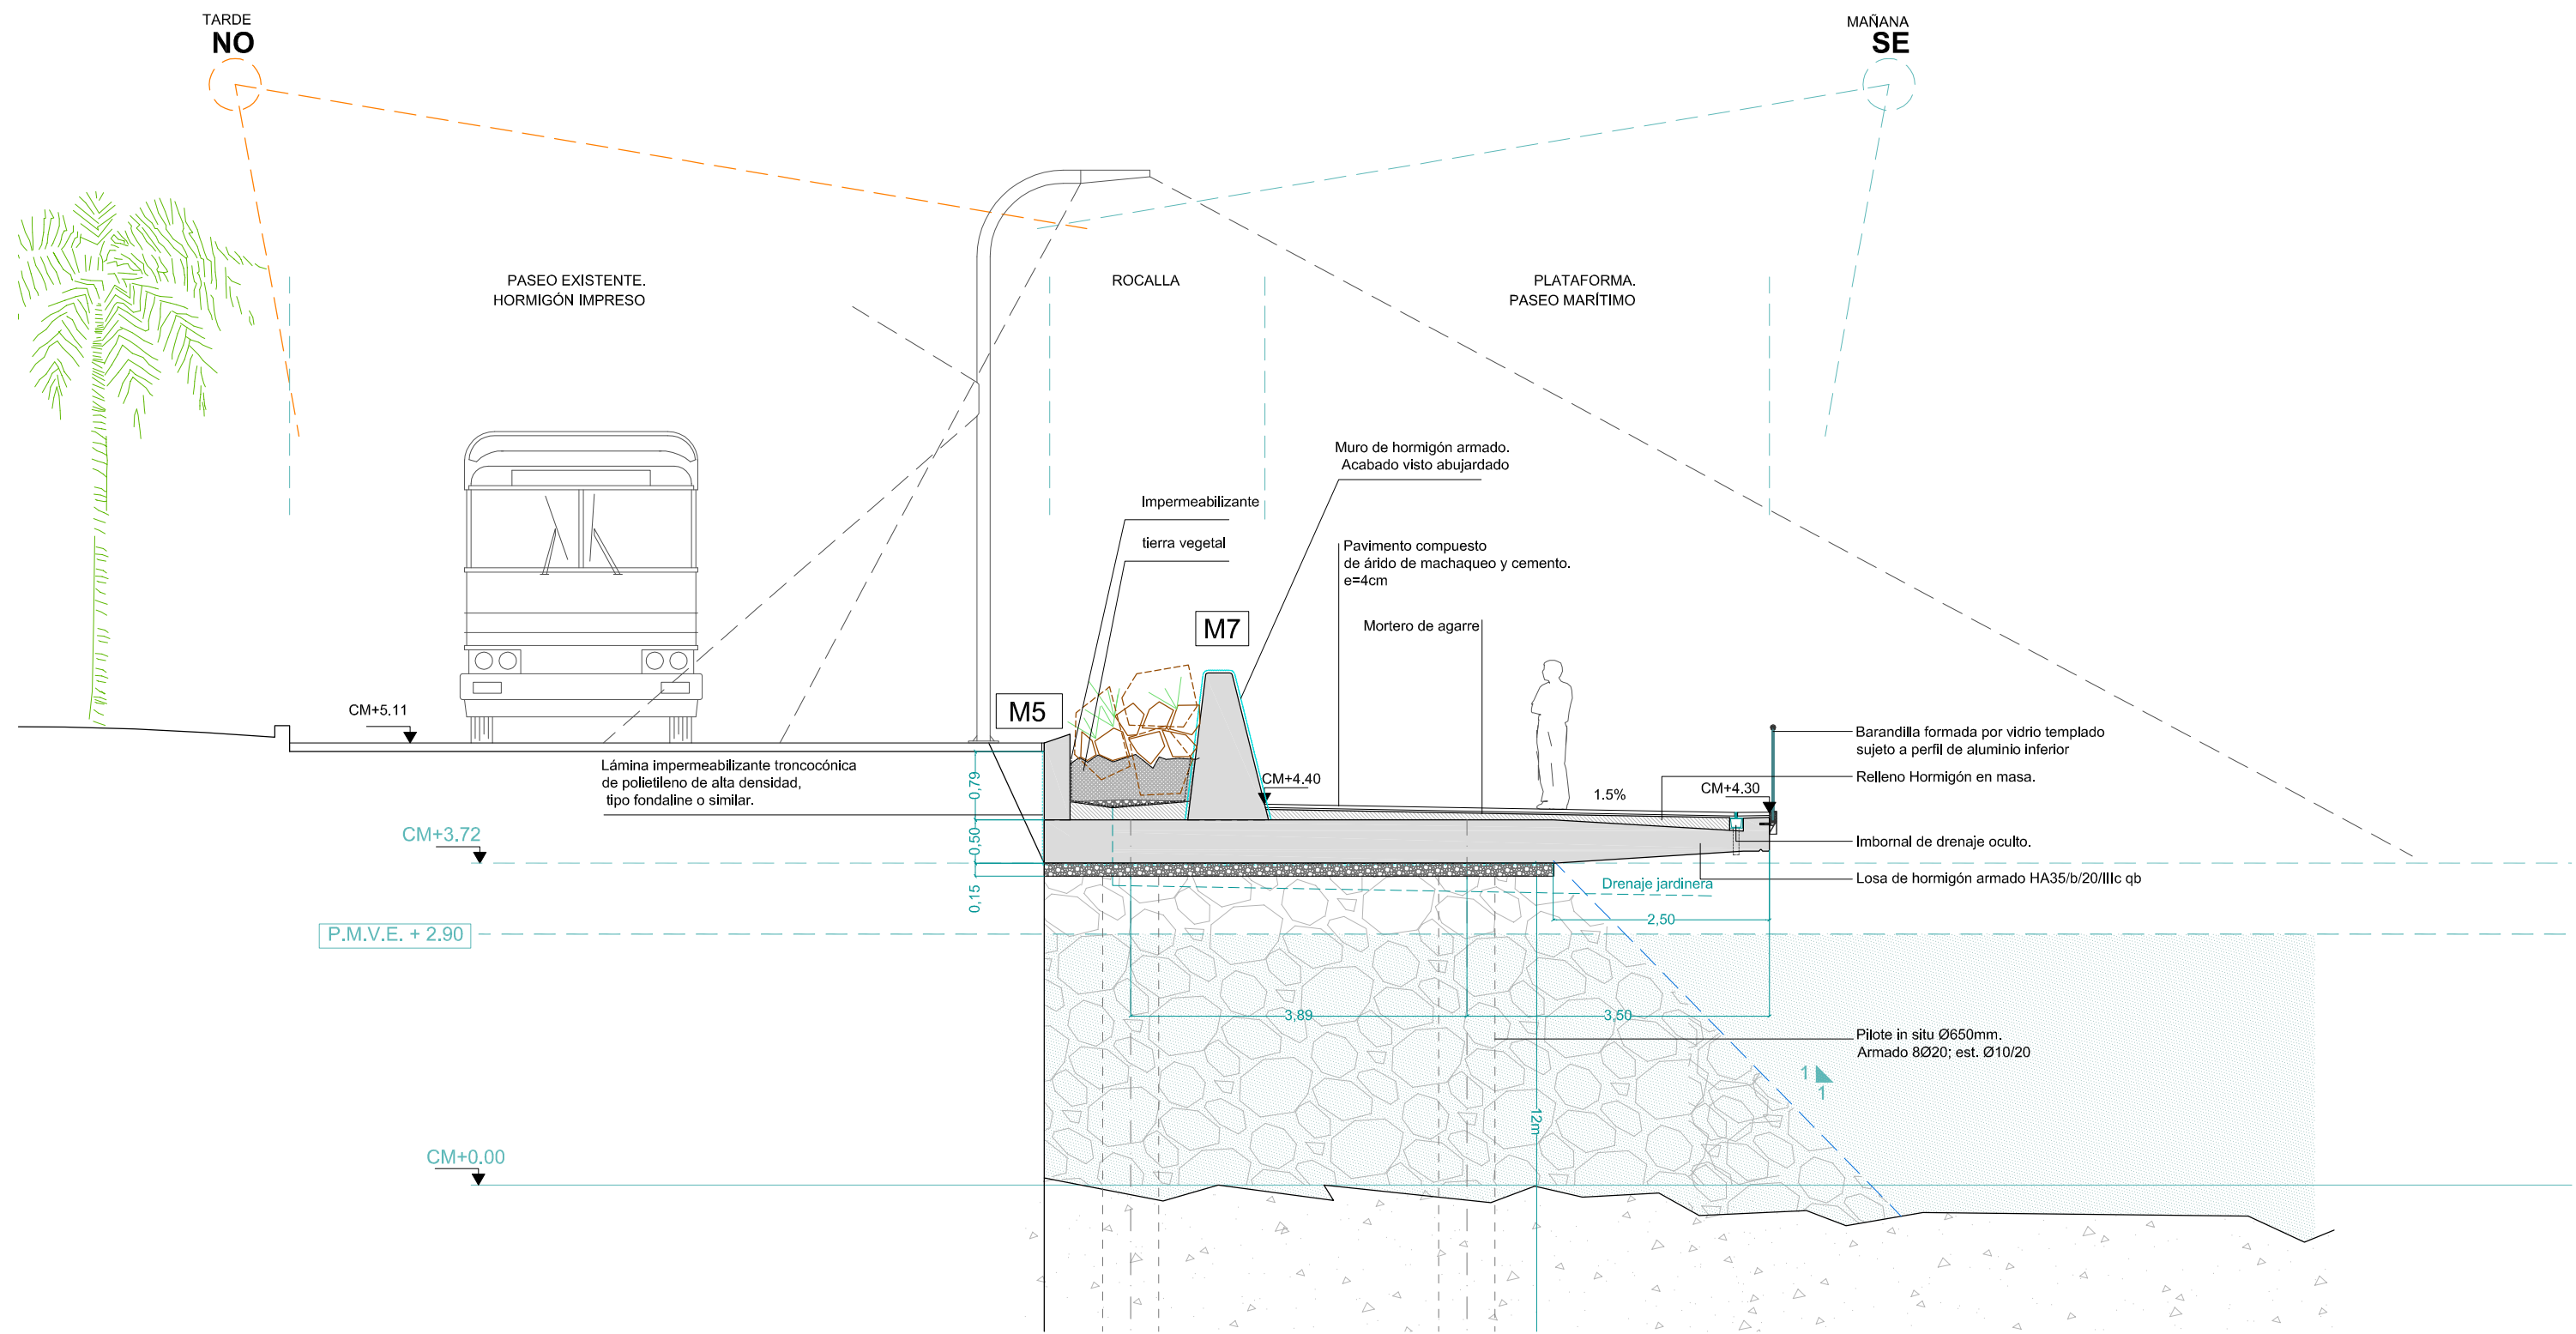 TARDE
NO
MAÑANA
SE
PASEO EXISTENTE.
HORMIGÓN IMPRESO
ROCALLA
PLATAFORMA.
PASEO MARÍTIMO
Muro de hormigón armado.
Acabado visto abujardado
Impermeabilizante
tierra vegetal
Pavimento compuesto
de árido de machaqueo y cemento.
e=4cm
M7
Mortero de agarre
M5
CM+5.11
Barandilla formada por vidrio templado
sujeto a perfil de aluminio inferior
Lámina impermeabilizante troncocónica
de polietileno de alta densidad,
tipo fondaline o similar.
0,79
CM+4.40
1.5%
CM+4.30
Relleno Hormigón en masa.
CM+3.72
0,50
Imbornal de drenaje oculto.
0,15
Drenaje jardinera
Losa de hormigón armado HA35/b/20/IIIc qb
2,50
P.M.V.E. + 2.90
3,89
3,50
Pilote in situ Ø650mm.
Armado 8Ø20; est. Ø10/20
1
1
12m
CM+0.00